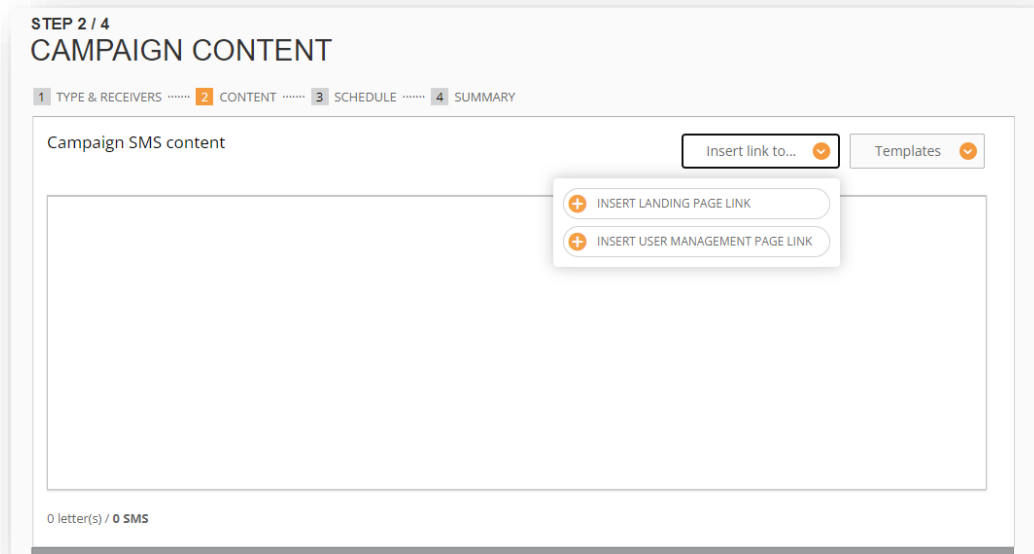 STEP 2 / 4
CAMPAIGN CONTENT
1 TYPE & RECEIVERS ······ 2 CONTENT ······ 3 SCHEDULE ······ 4 SUMMARY
Campaign SMS content
Insert link to...
Templates
INSERT LANDING PAGE LINK
INSERT USER MANAGEMENT PAGE LINK
0 letter(s) / 0 SMS